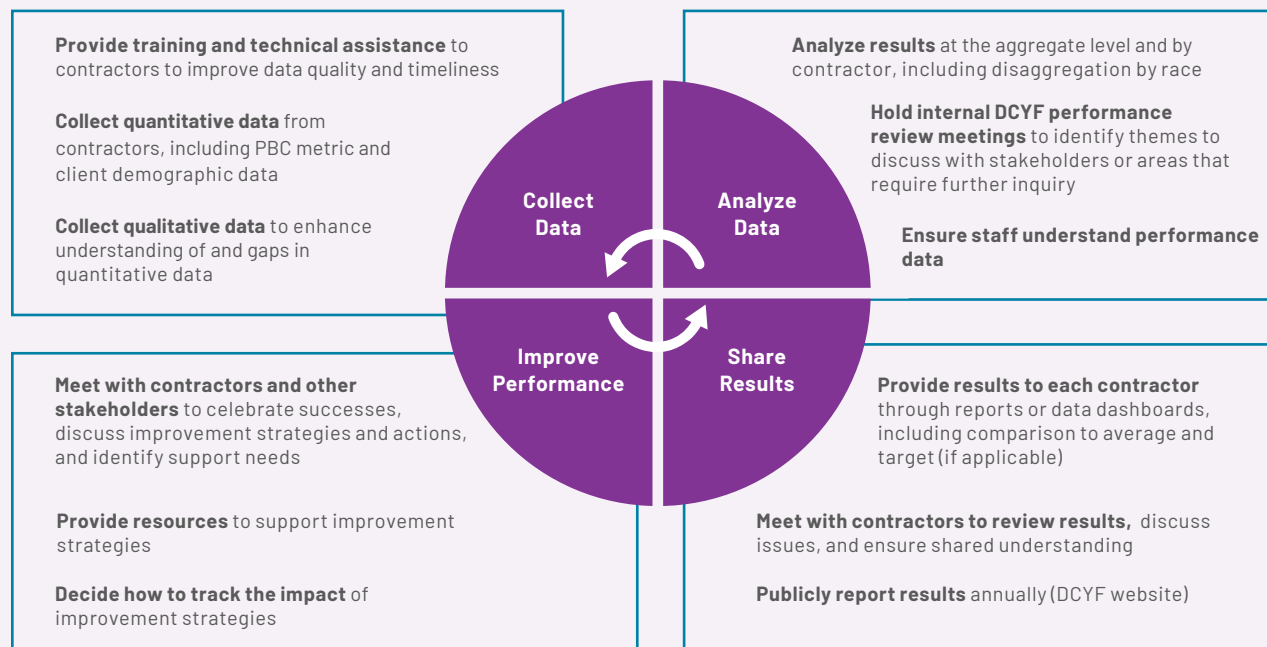 Provide training and technical assistance to
contractors to improve data quality and timeliness
Collect quantitative data from
contractors, including PBC metric and
client demographic data
Collect qualitative data to enhance
understanding of and gaps in
quantitative data
Collect
Data
Analyze
Data
Analyze results at the aggregate level and by
contractor, including disaggregation by race
Hold internal DCYF performance
review meetings to identify themes to
discuss with stakeholders or areas that
require further inquiry
Ensure staff understand performance
data
Meet with contractors and other
stakeholders to celebrate successes,
discuss improvement strategies and actions,
and identify support needs
Provide resources to support improvement
strategies
Decide how to track the impact of
improvement strategies
Improve
Performance
Share
Results
Provide results to each contractor
through reports or data dashboards,
including comparison to average and
target (if applicable)
Meet with contractors to review results, discuss
issues, and ensure shared understanding
Publicly report results annually (DCYF website)